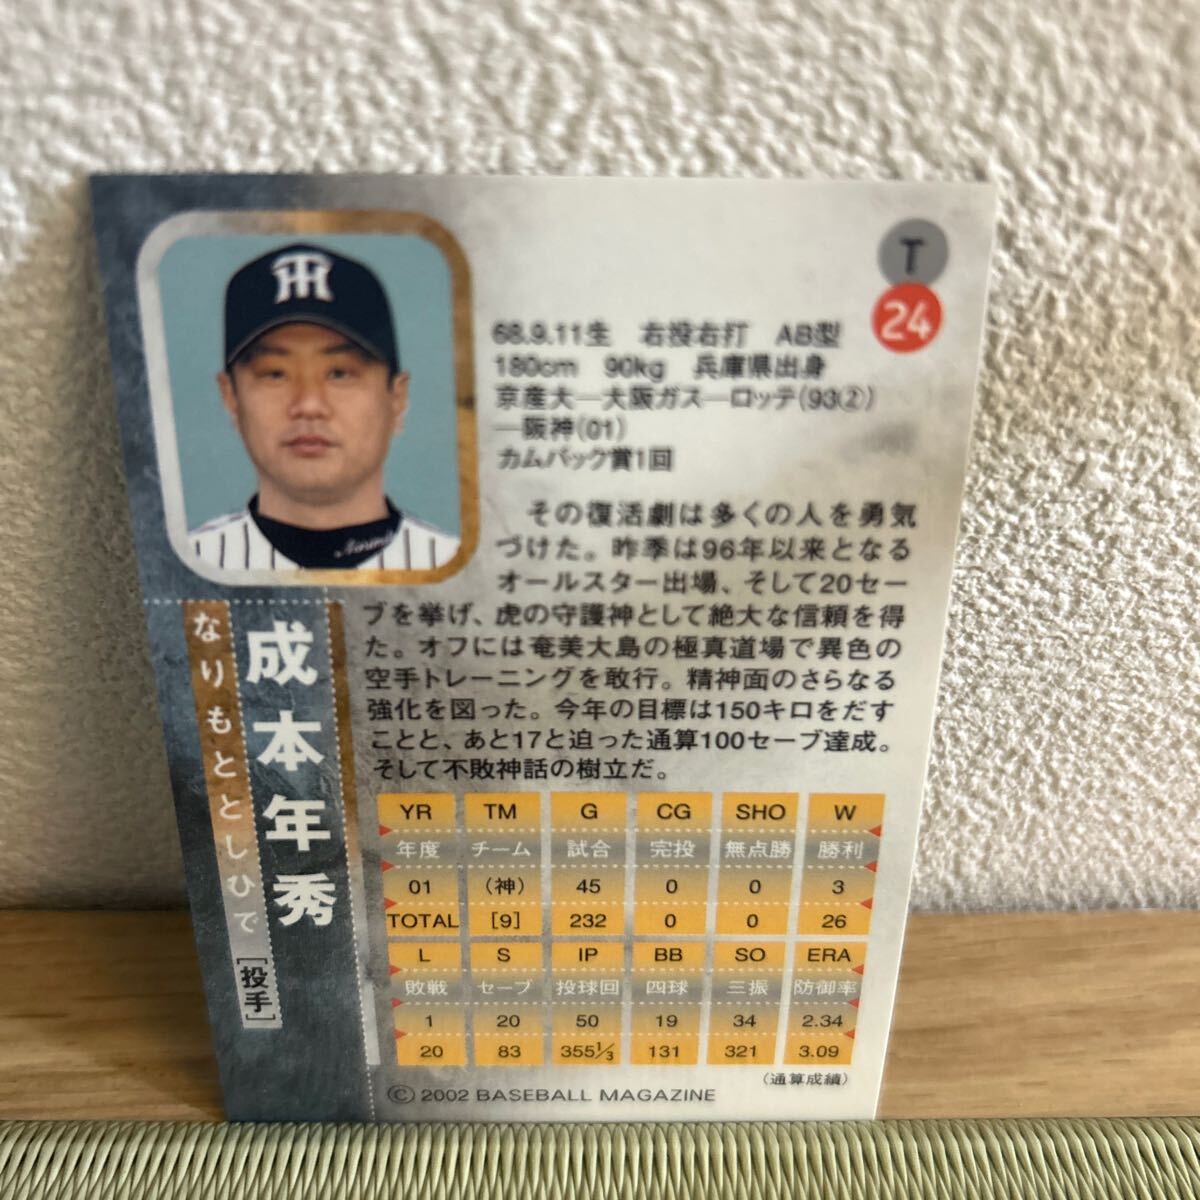 T
24
68.9.11生 右投右打 AB型
180cm 90kg 兵庫県出身
京産大―大阪ガス―ロッテ(93②)
―阪神(01)
カムバック賞1回
その復活劇は多くの人を勇気
づけた。昨季は96年以来となる
オールスター出場、そして20セー
ブを挙げ、虎の守護神として絶大な信頼を得
た。オフには奄美大島の極真道場で異色の
空手トレーニングを敢行。精神面のさらなる
強化を図った。今年の目標は150キロをだす
ことと、あと17と迫った通算100セーブ達成。
そして不敗神話の樹立だ。
成本年秀
なりもととしひで
[投手]
YR TM G CG SHO W
年度 チーム 試合 完投 無点勝 勝利
01 (神) 45 0 0 3
TOTAL [9] 232 0 0 26
L S IP BB SO ERA
敗戦 セーブ 投球回 四球 三振 防御率
1 20 50 19 34 2.34
20 83 355⅓ 131 321 3.09
(通算成績)
© 2002 BASEBALL MAGAZINE